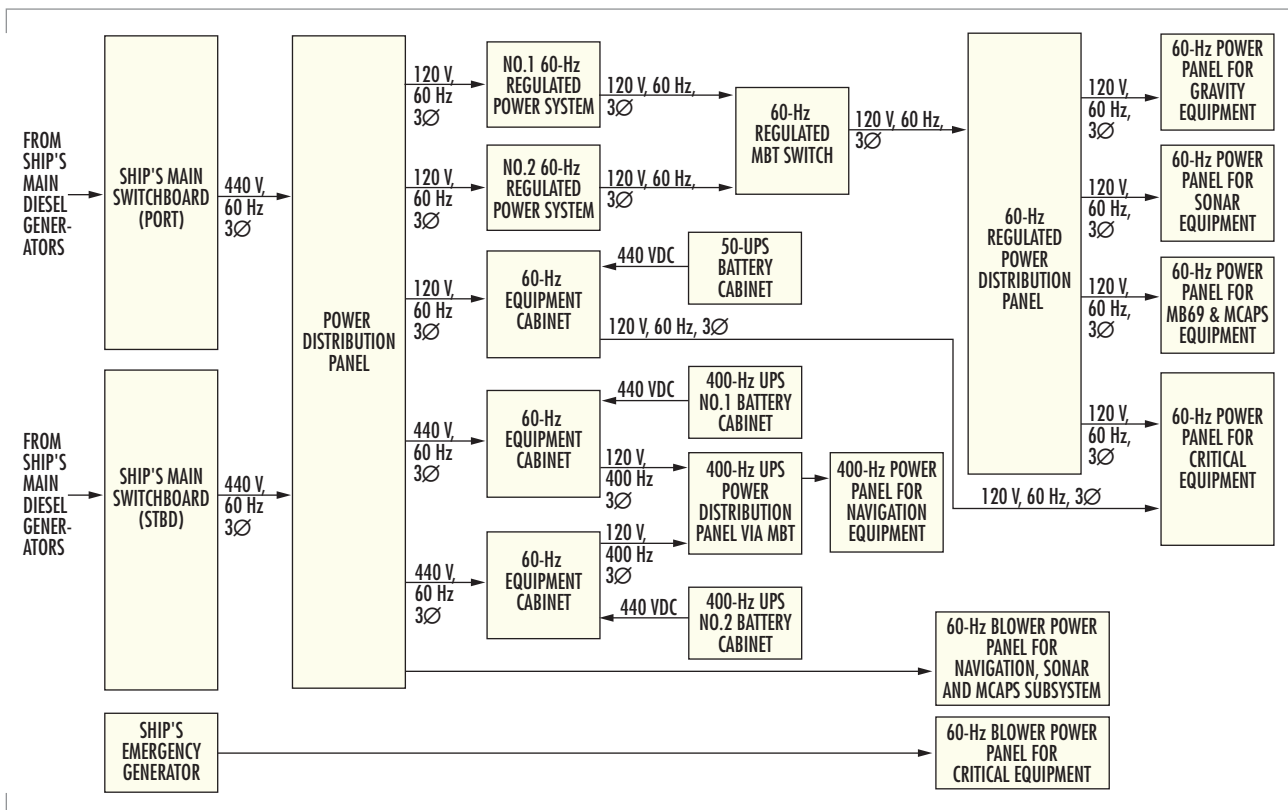 FROM
SHIP'S
MAIN
DIESEL
GENER-
ATORS
SHIP'S MAIN
SWITCHBOARD
(PORT)
440 V,
60 Hz
3∅
FROM
SHIP'S
MAIN
DIESEL
GENER-
ATORS
SHIP'S MAIN
SWITCHBOARD
(STBD)
440 V,
60 Hz
3∅
SHIP'S
EMERGENCY
GENERATOR
POWER
DISTRIBUTION
PANEL
120 V,
60 Hz
3∅
NO.1 60-Hz
REGULATED
POWER SYSTEM
120 V, 60 Hz,
3∅
120 V,
60 Hz
3∅
NO.2 60-Hz
REGULATED
POWER SYSTEM
120 V, 60 Hz,
3∅
60-Hz
REGULATED
MBT SWITCH
120 V, 60 Hz,
3∅
120 V,
60 Hz
3∅
60-Hz
EQUIPMENT
CABINET
440 VDC
50-UPS
BATTERY
CABINET
120 V, 60 Hz, 3∅
440 V,
60 Hz
3∅
60-Hz
EQUIPMENT
CABINET
440 VDC
400-Hz UPS
NO.1 BATTERY
CABINET
120 V,
400 Hz
3∅
400-Hz UPS
POWER
DISTRIBUTION
PANEL VIA MBT
400-Hz POWER
PANEL FOR
NAVIGATION
EQUIPMENT
440 V,
60 Hz
3∅
60-Hz
EQUIPMENT
CABINET
120 V,
400 Hz
3∅
440 VDC
400-Hz UPS
NO.2 BATTERY
CABINET
60-Hz
REGULATED
POWER
DISTRIBUTION
PANEL
120 V,
60 Hz,
3∅
60-Hz POWER
PANEL FOR
GRAVITY
EQUIPMENT
120 V,
60 Hz,
3∅
60-Hz POWER
PANEL FOR
SONAR
EQUIPMENT
120 V,
60 Hz,
3∅
60-Hz POWER
PANEL FOR
MB69 & MCAPS
EQUIPMENT
120 V,
60 Hz,
3∅
60-Hz POWER
PANEL FOR
CRITICAL
EQUIPMENT
120 V, 60 Hz, 3∅
60-Hz BLOWER POWER
PANEL FOR
NAVIGATION, SONAR
AND MCAPS SUBSYSTEM
60-Hz BLOWER POWER
PANEL FOR
CRITICAL EQUIPMENT